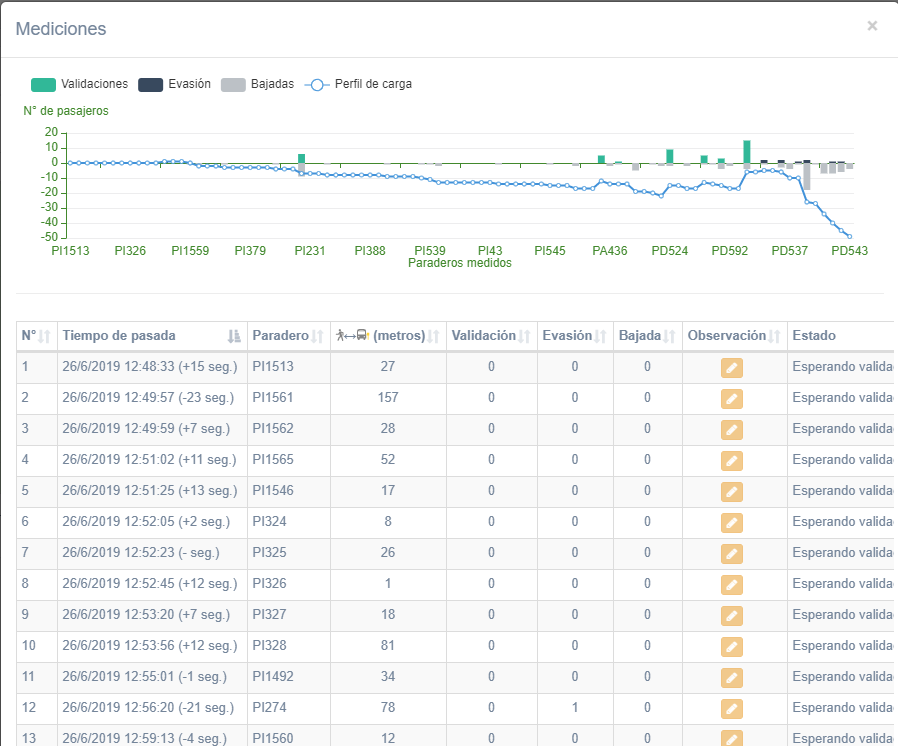 Mediciones ×
Validaciones Evasión Bajadas Perfil de carga
N° de pasajeros
20
10
0
-10
-20
-30
-40
-50
PI1513 PI326 PI1559 PI379 PI231 PI388 PI539 PI43 PI545 PA436 PD524 PD592 PD537 PD543
Paraderos medidos
N° Tiempo de pasada Paradero (metros) Validación Evasión Bajada Observación Estado
1 26/6/2019 12:48:33 (+15 seg.) PI1513 27 0 0 0 Esperando valida
2 26/6/2019 12:49:57 (-23 seg.) PI1561 157 0 0 0 Esperando valida
3 26/6/2019 12:49:59 (+7 seg.) PI1562 28 0 0 0 Esperando valida
4 26/6/2019 12:51:02 (+11 seg.) PI1565 52 0 0 0 Esperando valida
5 26/6/2019 12:51:25 (+13 seg.) PI1546 17 0 0 0 Esperando valida
6 26/6/2019 12:52:05 (+2 seg.) PI324 8 0 0 0 Esperando valida
7 26/6/2019 12:52:23 (- seg.) PI325 26 0 0 0 Esperando valida
8 26/6/2019 12:52:45 (+12 seg.) PI326 1 0 0 0 Esperando valida
9 26/6/2019 12:53:20 (+7 seg.) PI327 18 0 0 0 Esperando valida
10 26/6/2019 12:53:56 (+12 seg.) PI328 81 0 0 0 Esperando valida
11 26/6/2019 12:55:01 (-1 seg.) PI1492 34 0 0 0 Esperando valida
12 26/6/2019 12:56:20 (-21 seg.) PI274 78 0 1 0 Esperando valida
13 26/6/2019 12:59:13 (-4 seg.) PI1560 12 0 0 0 Esperando valida